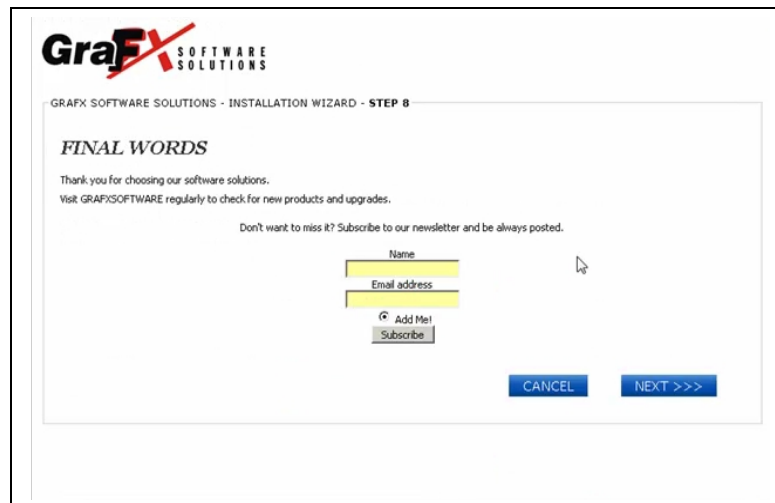 GraFX SOFTWARE
SOLUTIONS
GRAFX SOFTWARE SOLUTIONS - INSTALLATION WIZARD - STEP 8
FINAL WORDS
Thank you for choosing our software solutions.
Visit GRAFXSOFTWARE regularly to check for new products and upgrades.
Don't want to miss it? Subscribe to our newsletter and be always posted.
Name
Email address
Add Me!
Subscribe
CANCEL NEXT >>>